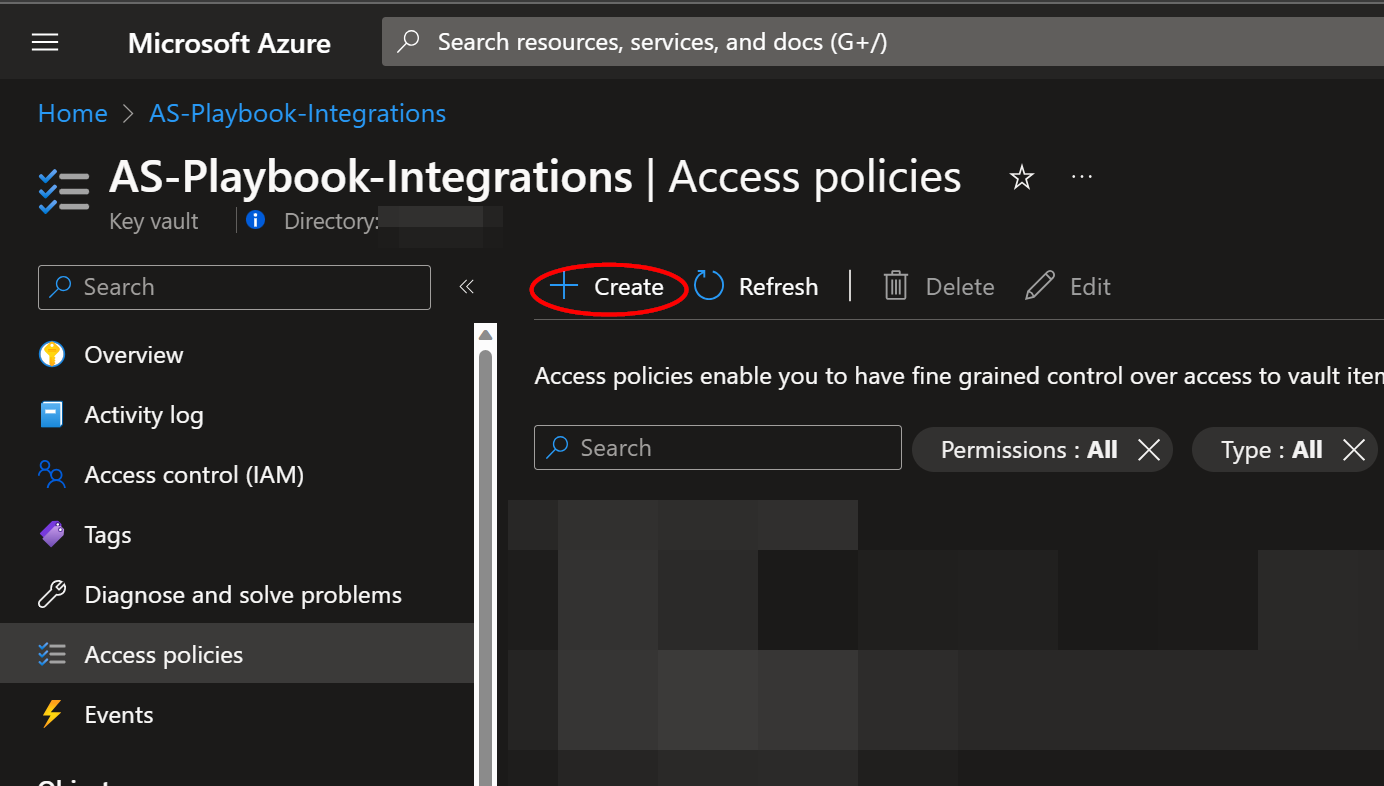 Microsoft Azure
Search resources, services, and docs (G+/)
Home > AS-Playbook-Integrations
AS-Playbook-Integrations | Access policies
Key vault
Directory:
Search
«
Create
Refresh
Delete
Edit
Overview
Activity log
Access control (IAM)
Tags
Diagnose and solve problems
Access policies
Events
Access policies enable you to have fine grained control over access to vault
Search
Permissions : All
Type : All